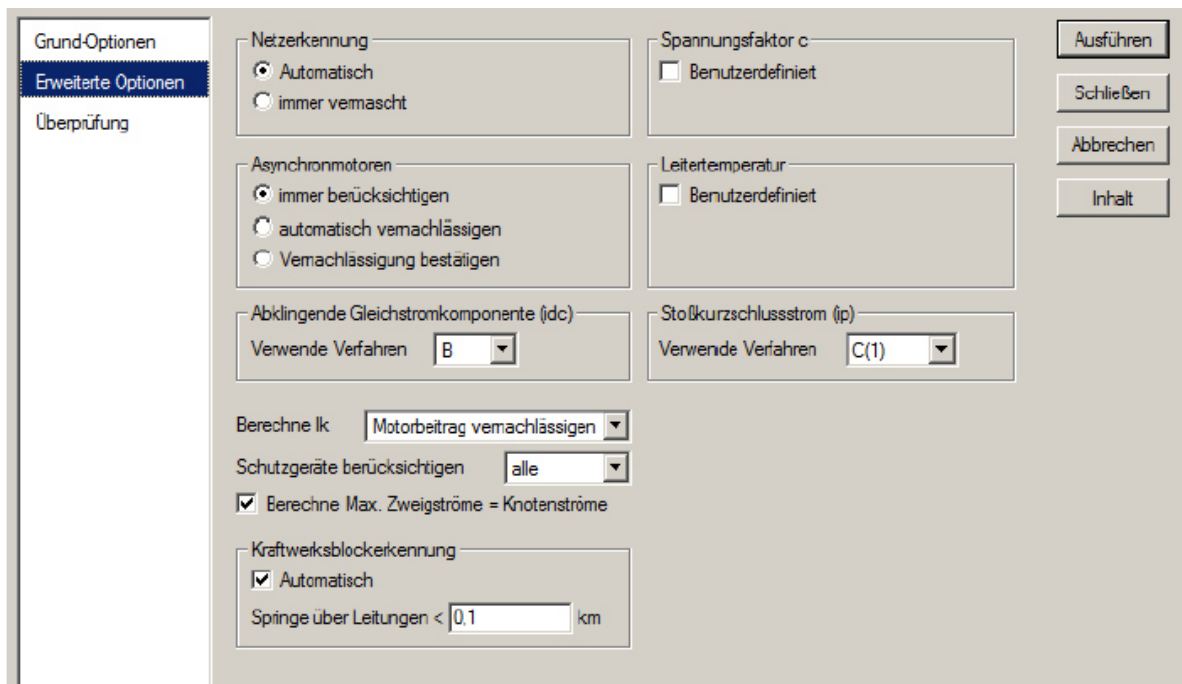 Grund-Optionen
Erweiterte Optionen
Überprüfung
Netzerkennung
Automatisch
immer vermascht
Spannungsfaktor c
Benutzerdefiniert
Asynchronmotoren
immer berücksichtigen
automatisch vernachlässigen
Vernachlässigung bestätigen
Leitertemperatur
Benutzerdefiniert
Abklingende Gleichstromkomponente (idc)
Verwende Verfahren B
Stoßkurzschlussstrom (ip)
Verwende Verfahren C(1)
Berechne Ik Motorbeitrag vernachlässigen
Schutzgeräte berücksichtigen alle
Berechne Max. Zweigströme = Knotenströme
Kraftwerksblockerkennung
Automatisch
Springe über Leitungen < 0,1 km
Ausführen
Schließen
Abbrechen
Inhalt